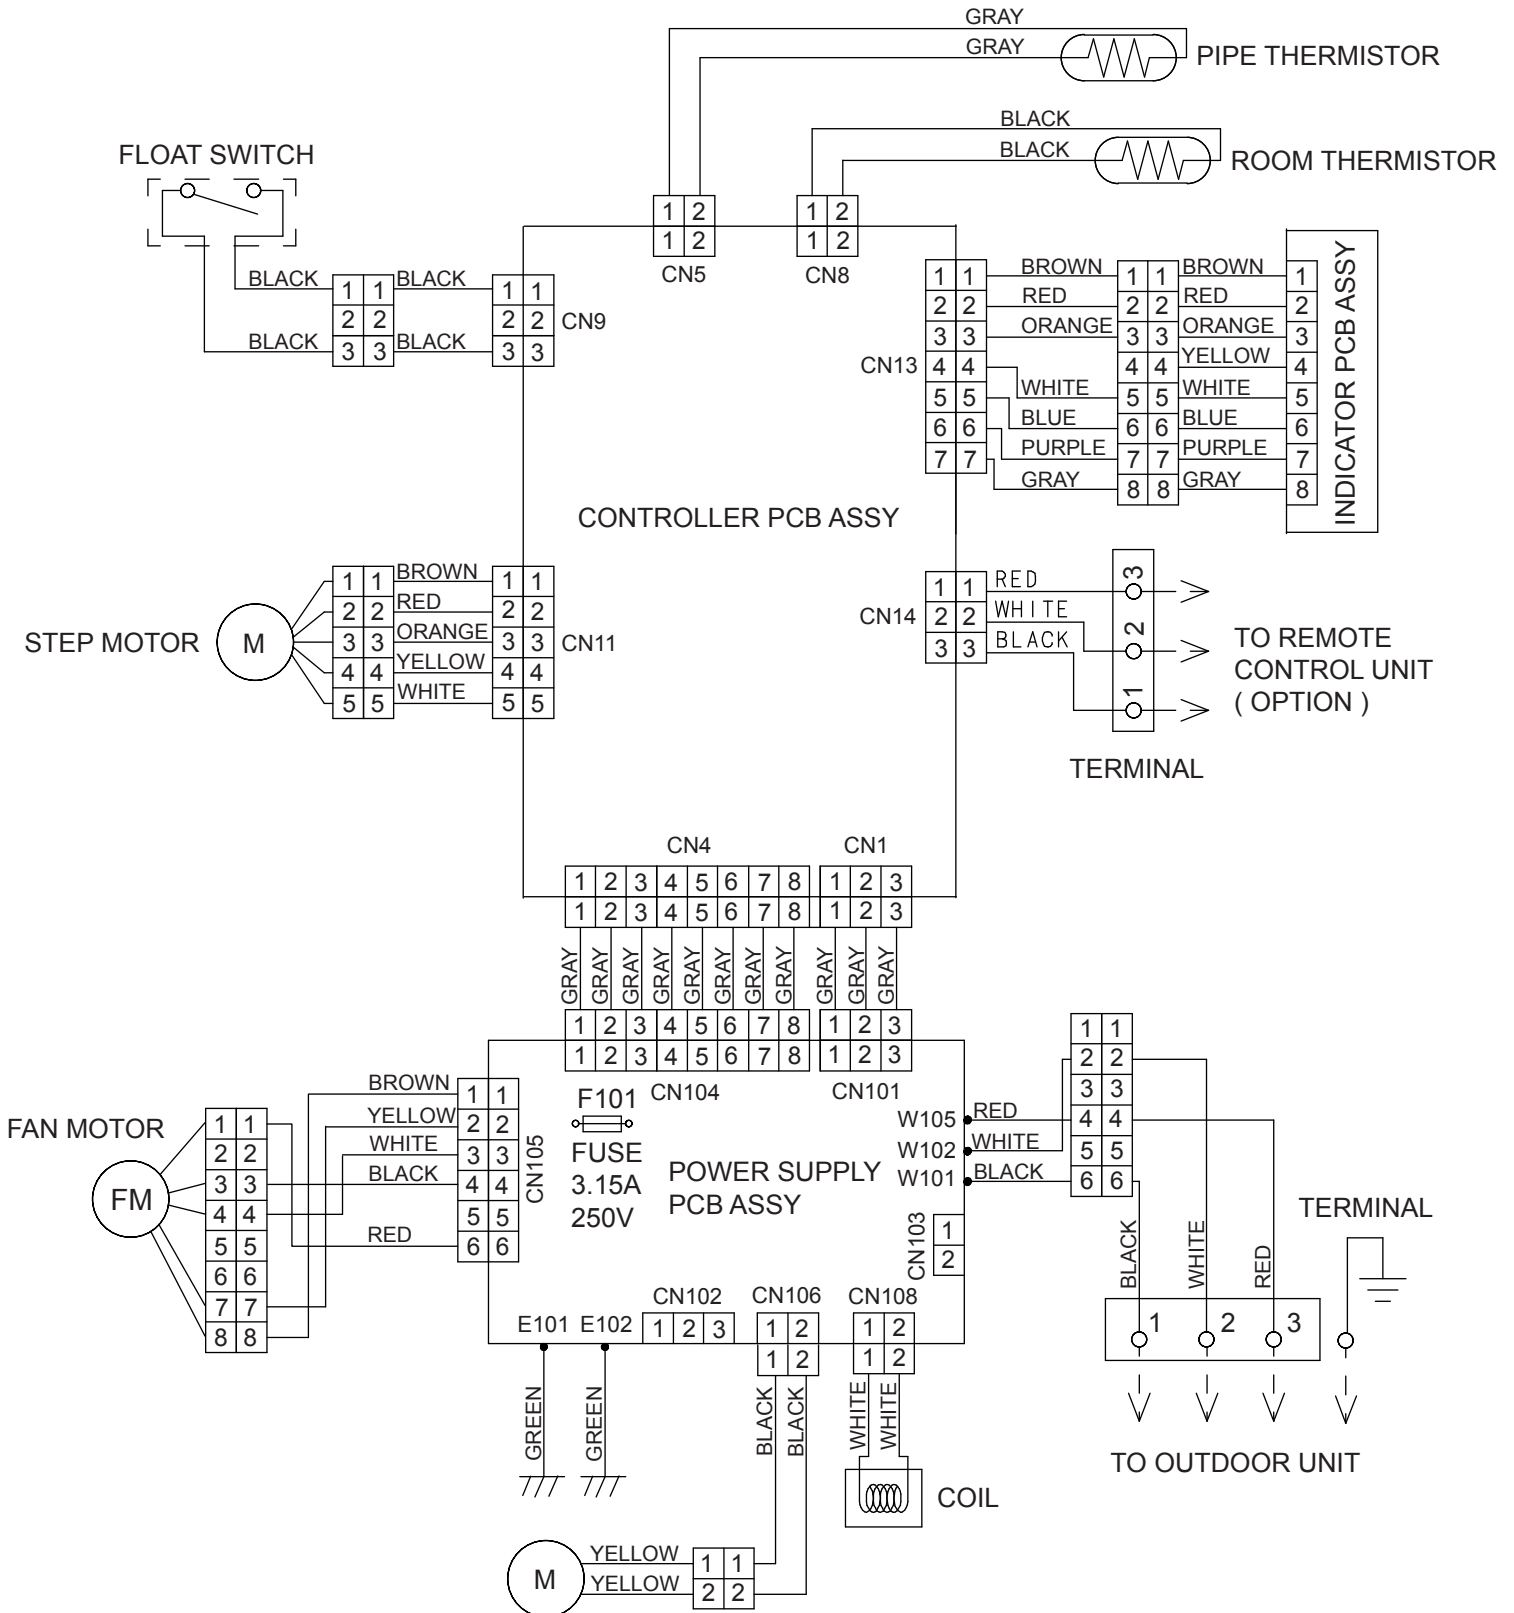 GRAY
GRAY
PIPE THERMISTOR
BLACK
BLACK
ROOM THERMISTOR
FLOAT SWITCH
1 2
1 2
CN5
1 2
1 2
CN8
BLACK 1 1 BLACK 1 1
2 2 2 2 CN9
BLACK 3 3 BLACK 3 3
CN13
1 1 BROWN 1 1 BROWN 1
2 2 RED 2 2 RED 2
3 3 ORANGE 3 3 ORANGE 3
4 4 4 4 YELLOW 4
5 5 WHITE 5 5 WHITE 5
6 6 BLUE 6 6 BLUE 6
7 7 PURPLE 7 7 PURPLE 7
GRAY 8 8 GRAY 8
INDICATOR PCB ASSY
CONTROLLER PCB ASSY
STEP MOTOR
M
1 1 BROWN 1 1
2 2 RED 2 2
3 3 ORANGE 3 3 CN11
4 4 YELLOW 4 4
5 5 WHITE 5 5
CN14
1 1 RED 3
2 2 WHITE 2
3 3 BLACK 1
TO REMOTE
CONTROL UNIT
( OPTION )
TERMINAL
CN4 CN1
1 2 3 4 5 6 7 8 1 2 3
1 2 3 4 5 6 7 8 1 2 3
GRAY GRAY GRAY GRAY GRAY GRAY GRAY GRAY GRAY GRAY GRAY
1 2 3 4 5 6 7 8 1 2 3
1 2 3 4 5 6 7 8 1 2 3
CN104 CN101
FAN MOTOR
FM
1 1
2 2
3 3
4 4
5 5
6 6
7 7
8 8
BROWN 1 1
YELLOW 2 2
WHITE 3 3
BLACK 4 4
5 5
RED 6 6
CN105
F101
FUSE
3.15A
250V
POWER SUPPLY
PCB ASSY
W105 RED
W102 WHITE
W101 BLACK
1 1
2 2
3 3
4 4
5 5
6 6
CN103
1
2
TERMINAL
BLACK WHITE RED
1 2 3
TO OUTDOOR UNIT
E101 E102
CN102
1 2 3
CN106
1 2
1 2
CN108
1 2
1 2
GREEN GREEN
BLACK BLACK
WHITE WHITE
COIL
M
YELLOW 1 1
YELLOW 2 2